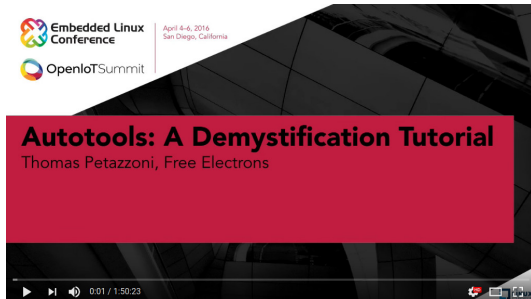 Embedded Linux
Conference
April 4–6, 2016
San Diego, California
OpenIoTSummit
Autotools: A Demystification Tutorial
Thomas Petazzoni, Free Electrons
0:01 / 1:50:23